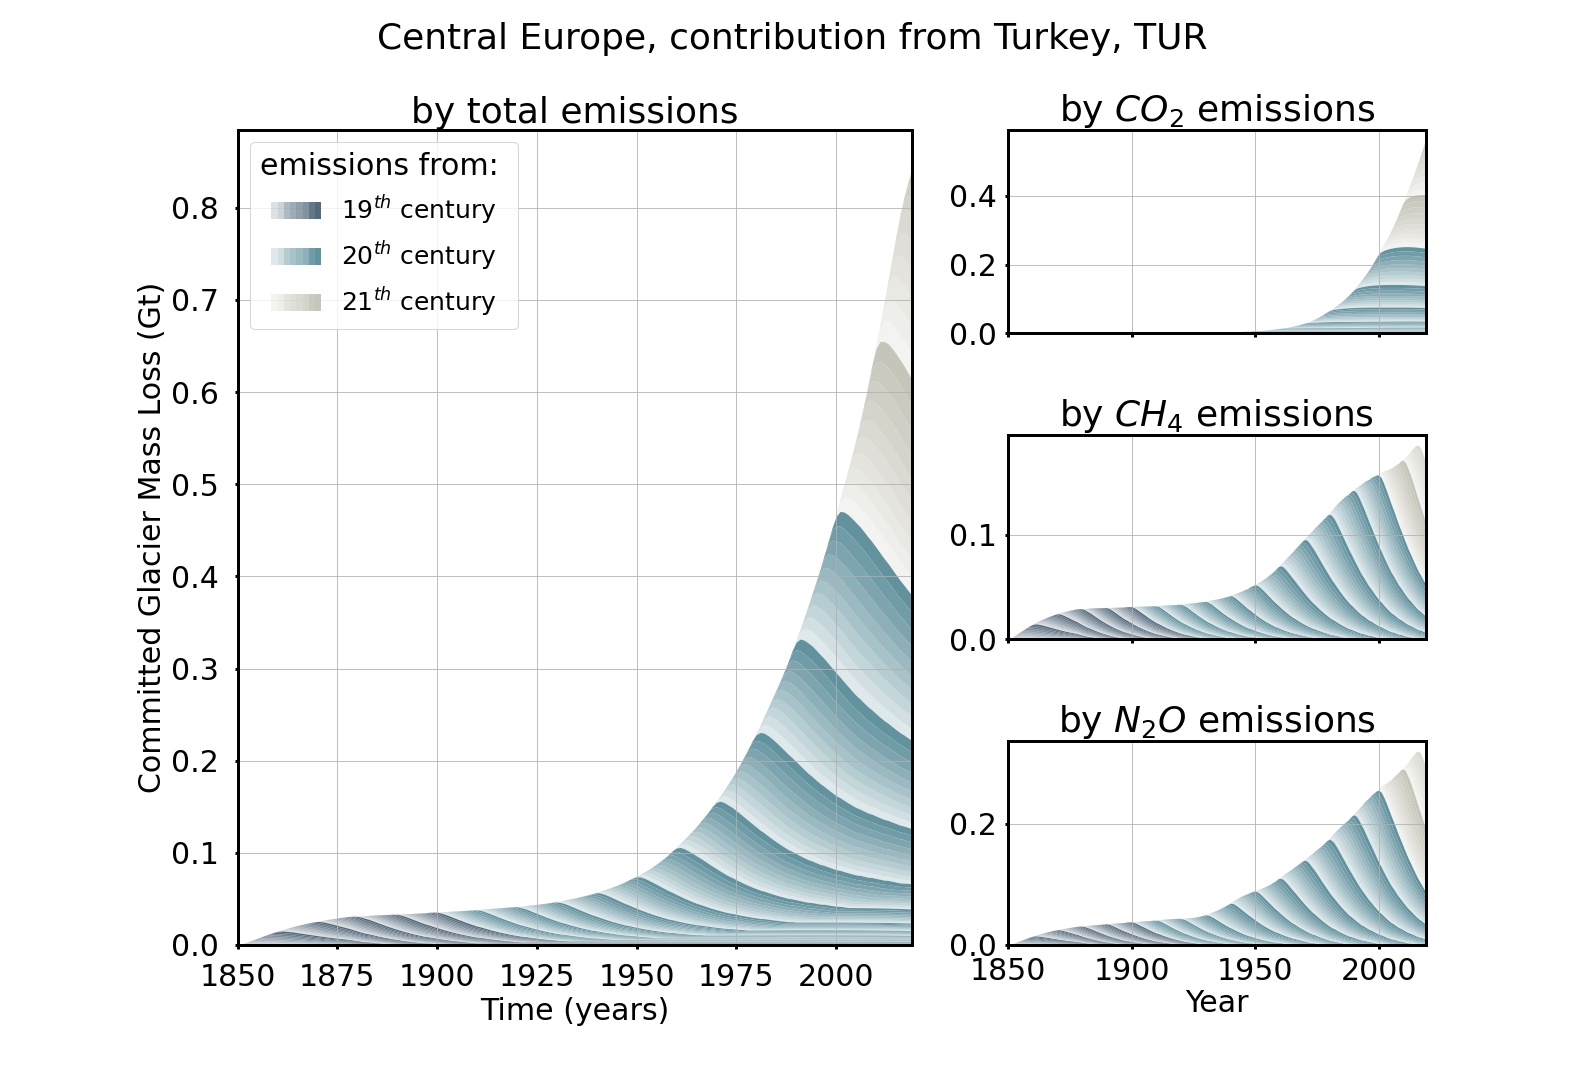 Central Europe, contribution from Turkey, TUR
by total emissions
emissions from:
19th century
20th century
21th century
Committed Glacier Mass Loss (Gt)
0.8
0.7
0.6
0.5
0.4
0.3
0.2
0.1
0.0
1850 1875 1900 1925 1950 1975 2000
Time (years)
by CO2 emissions
0.4
0.2
0.0
by CH4 emissions
0.1
0.0
by N2O emissions
0.2
0.0
1850 1900 1950 2000
Year